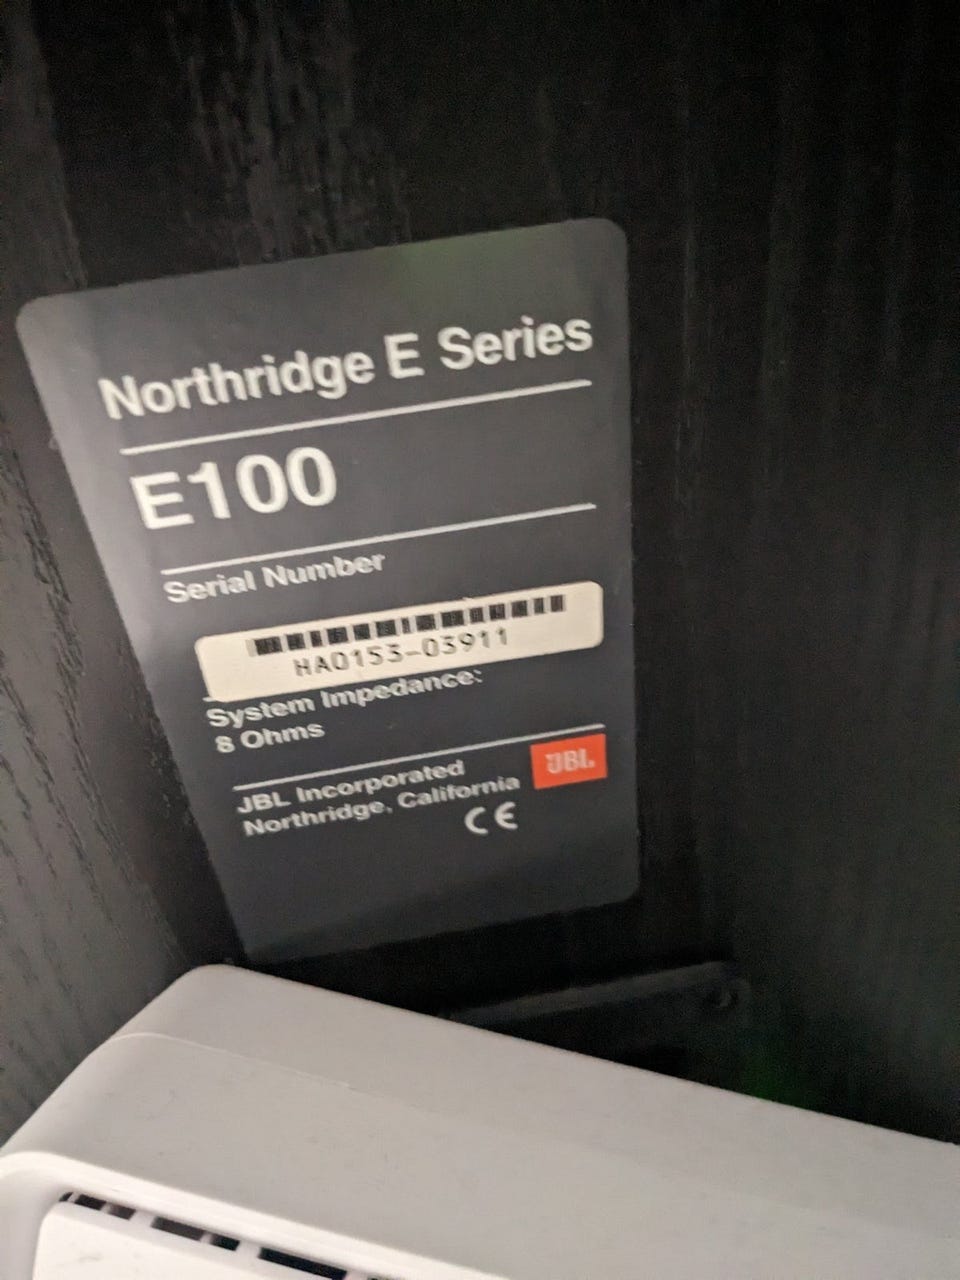 Northridge E Series
E100
Serial Number
HA0153-03911
System Impedance:
8 Ohms
JBL Incorporated
Northridge, California
JBL
CE